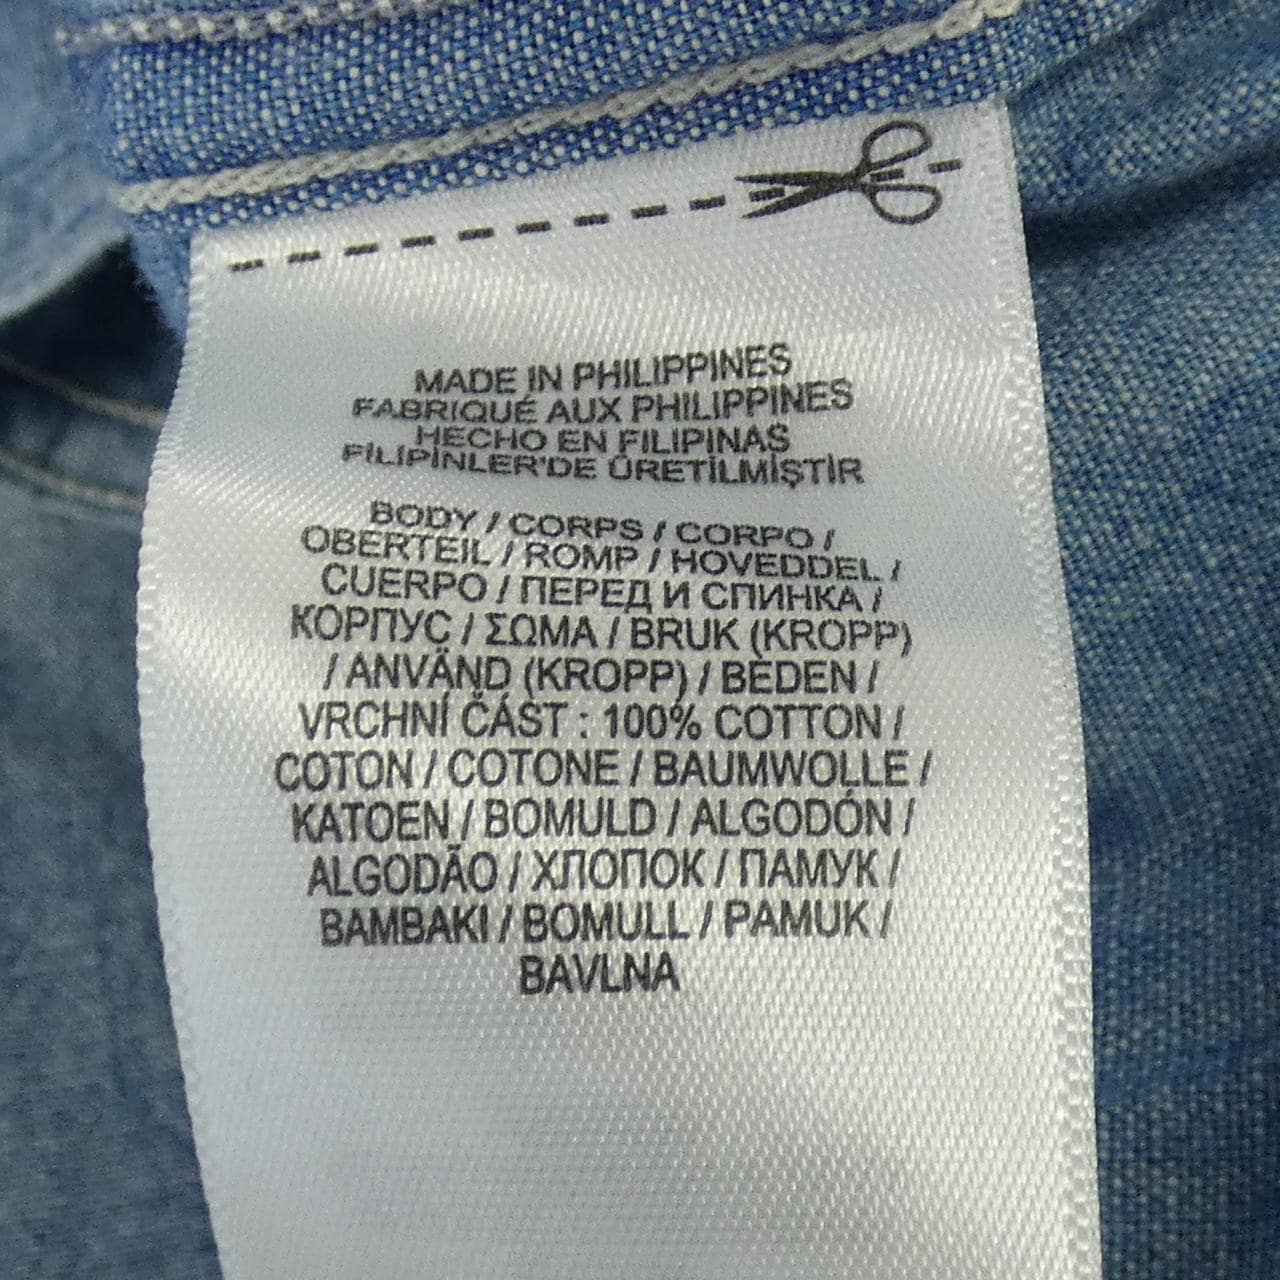 MADE IN PHILIPPINES
FABRIQUÉ AUX PHILIPPINES
HECHO EN FILIPINAS
FİLİPİNLER'DE ÜRETİLMİŞTİR
BODY / CORPS / CORPO /
OBERTEIL / ROMP / HOVEDDEL /
CUERPO / ПЕРЕД И СПИНКА /
КОРПУС / ΣΩΜΑ / BRUK (KROPP)
/ ANVÄND (KROPP) / BEDEN /
VRCHNÍ ČÁST : 100% COTTON /
COTON / COTONE / BAUMWOLLE /
KATOEN / BOMULD / ALGODÓN /
ALGODÃO / ХЛОПОК / ПАМУК /
BAMBAKI / BOMULL / PAMUK /
BAVLNA